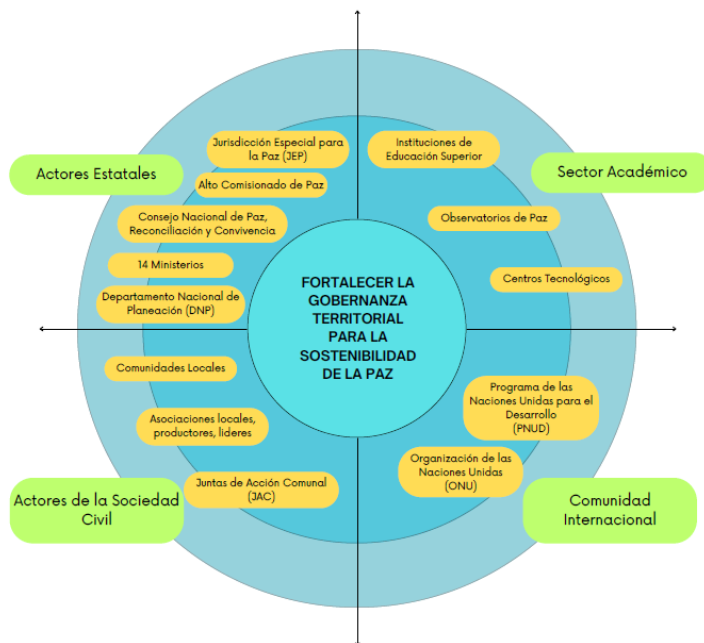 Jurisdicción Especial para
la Paz (JEP)
Instituciones de
Educación Superior
Actores Estatales
Alto Comisionado de Paz
Sector Académico
Consejo Nacional de Paz,
Reconciliación y Convivencia
Observatorios de Paz
14 Ministerios
Centros Tecnológicos
Departamento Nacional de
Planeación (DNP)
FORTALECER LA
GOBERNANZA
TERRITORIAL
PARA LA
SOSTENIBILIDAD
DE LA PAZ
Comunidades Locales
Programa de las
Naciones Unidas para el
Desarrollo
(PNUD)
Asociaciones locales,
productores, lideres
Organización de las
Naciones Unidas
(ONU)
Juntas de Acción Comunal
(JAC)
Actores de la Sociedad
Civil
Comunidad
Internacional